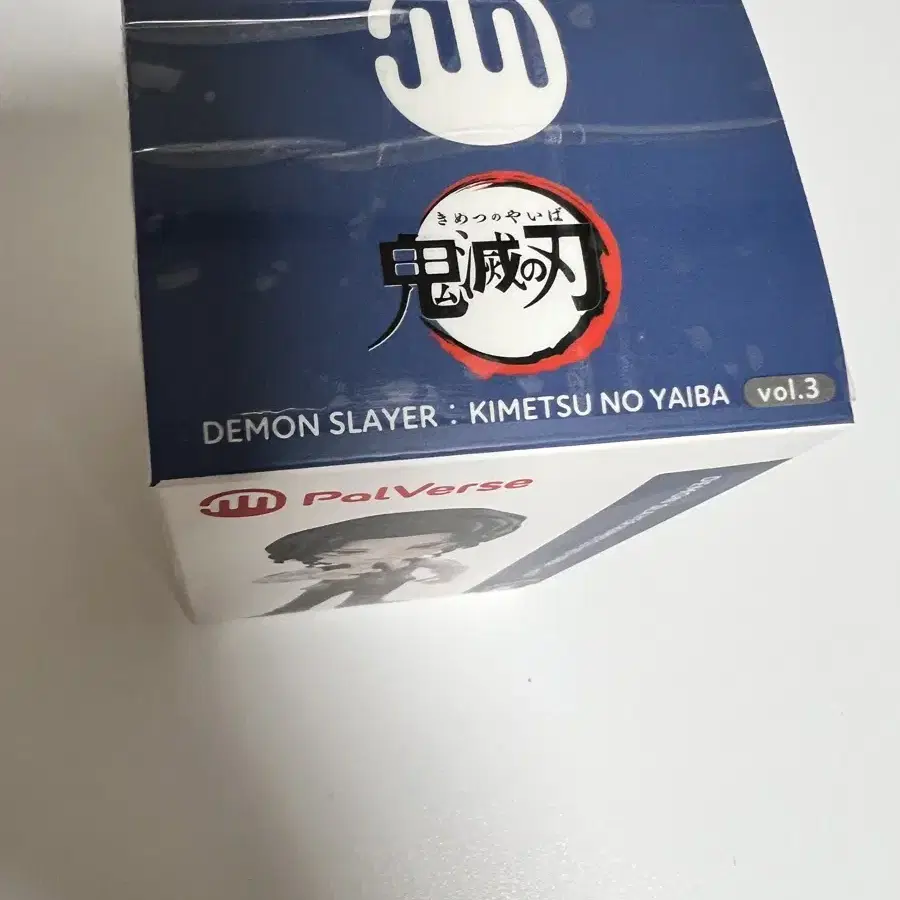 きめつのやいば
鬼滅の刃
DEMON SLAYER : KIMETSU NO YAIBA vol.3
PalVerse